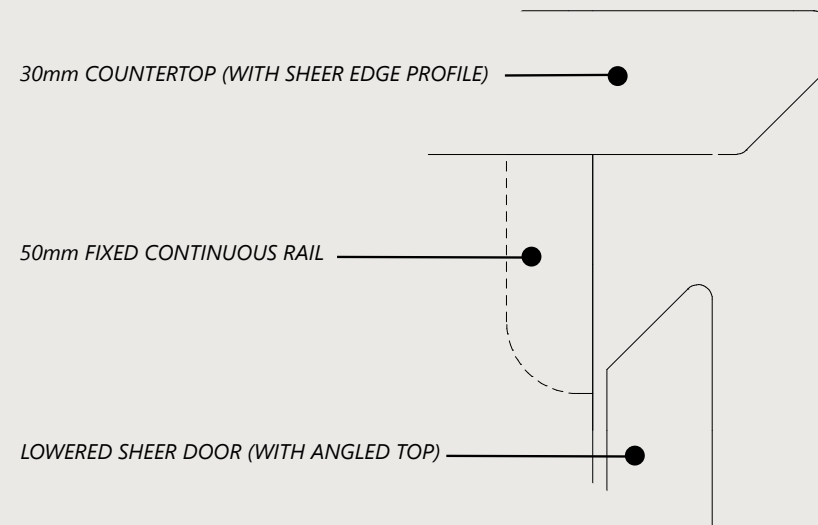 30mm COUNTERTOP (WITH SHEER EDGE PROFILE)
50mm FIXED CONTINUOUS RAIL
LOWERED SHEER DOOR (WITH ANGLED TOP)